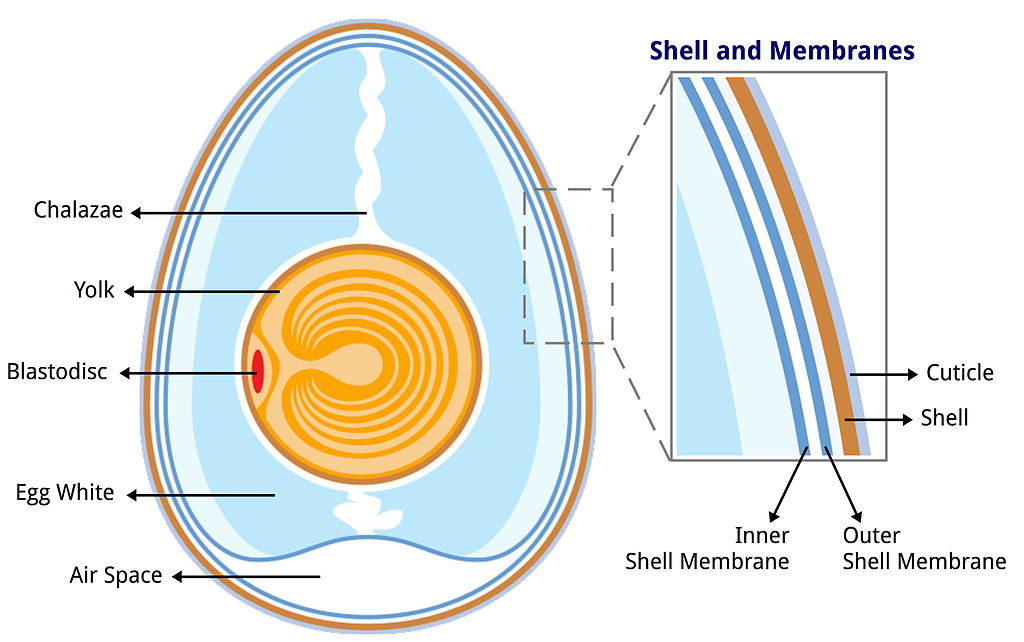 Shell and Membranes
Chalazae
Yolk
Blastodisc
Egg White
Air Space
Cuticle
Shell
Inner
Shell Membrane
Outer
Shell Membrane